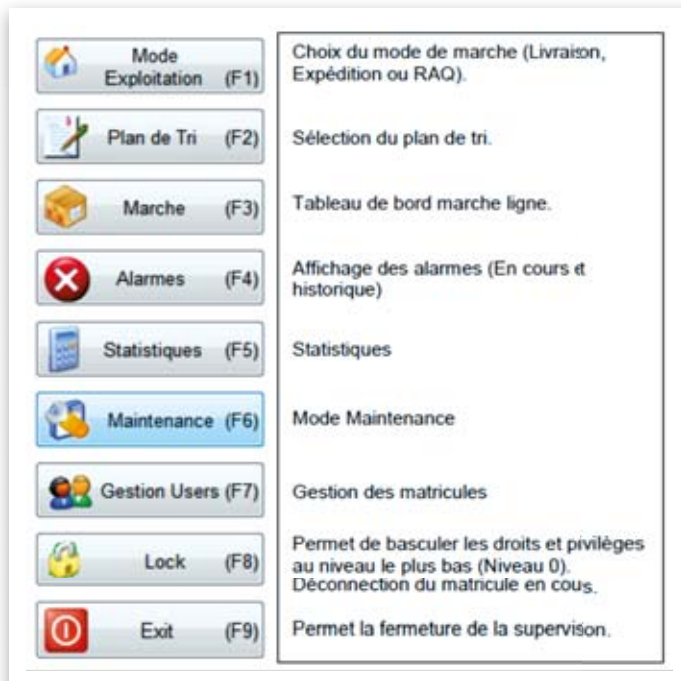 Mode
Exploitation (F1)
Choix du mode de marche (Livraison,
Expédition ou RAQ).
Plan de Tri (F2)
Sélection du plan de tri.
Marche (F3)
Tableau de bord marche ligne.
Alarmes (F4)
Affichage des alarmes (En cours et
historique)
Statistiques (F5)
Statistiques
Maintenance (F6)
Mode Maintenance
Gestion Users (F7)
Gestion des matricules
Lock (F8)
Permet de basculer les droits et pivilèges
au niveau le plus bas (Niveau 0).
Déconnection du matricule en cous.
Exit (F9)
Permet la fermeture de la supervison.